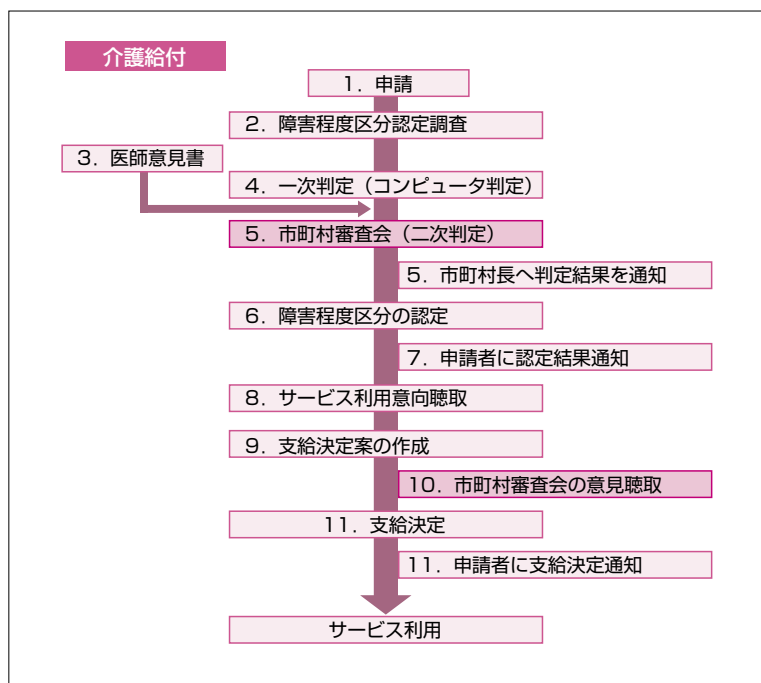 介護給付
1．申請
2．障害程度区分認定調査
3．医師意見書
4．一次判定（コンピュータ判定）
5．市町村審査会（二次判定）
5．市町村長へ判定結果を通知
6．障害程度区分の認定
7．申請者に認定結果通知
8．サービス利用意向聴取
9．支給決定案の作成
10．市町村審査会の意見聴取
11．支給決定
11．申請者に支給決定通知
サービス利用